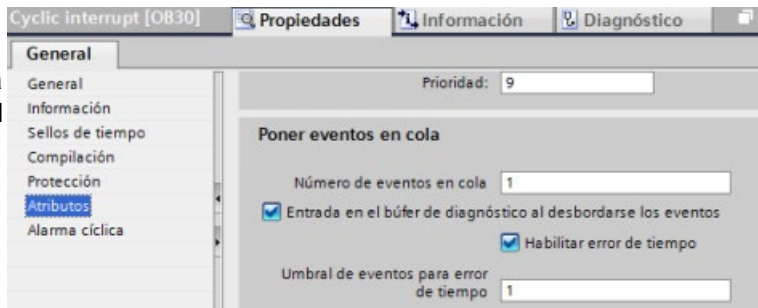 Cyclic interrupt [OB30]
Propiedades
Información
Diagnóstico
General
General
Información
Sellos de tiempo
Compilación
Protección
Atributos
Alarma cíclica
Prioridad: 9
Poner eventos en cola
Número de eventos en cola 1
Entrada en el búfer de diagnóstico al desbordarse los eventos
Habilitar error de tiempo
Umbral de eventos para error
de tiempo 1